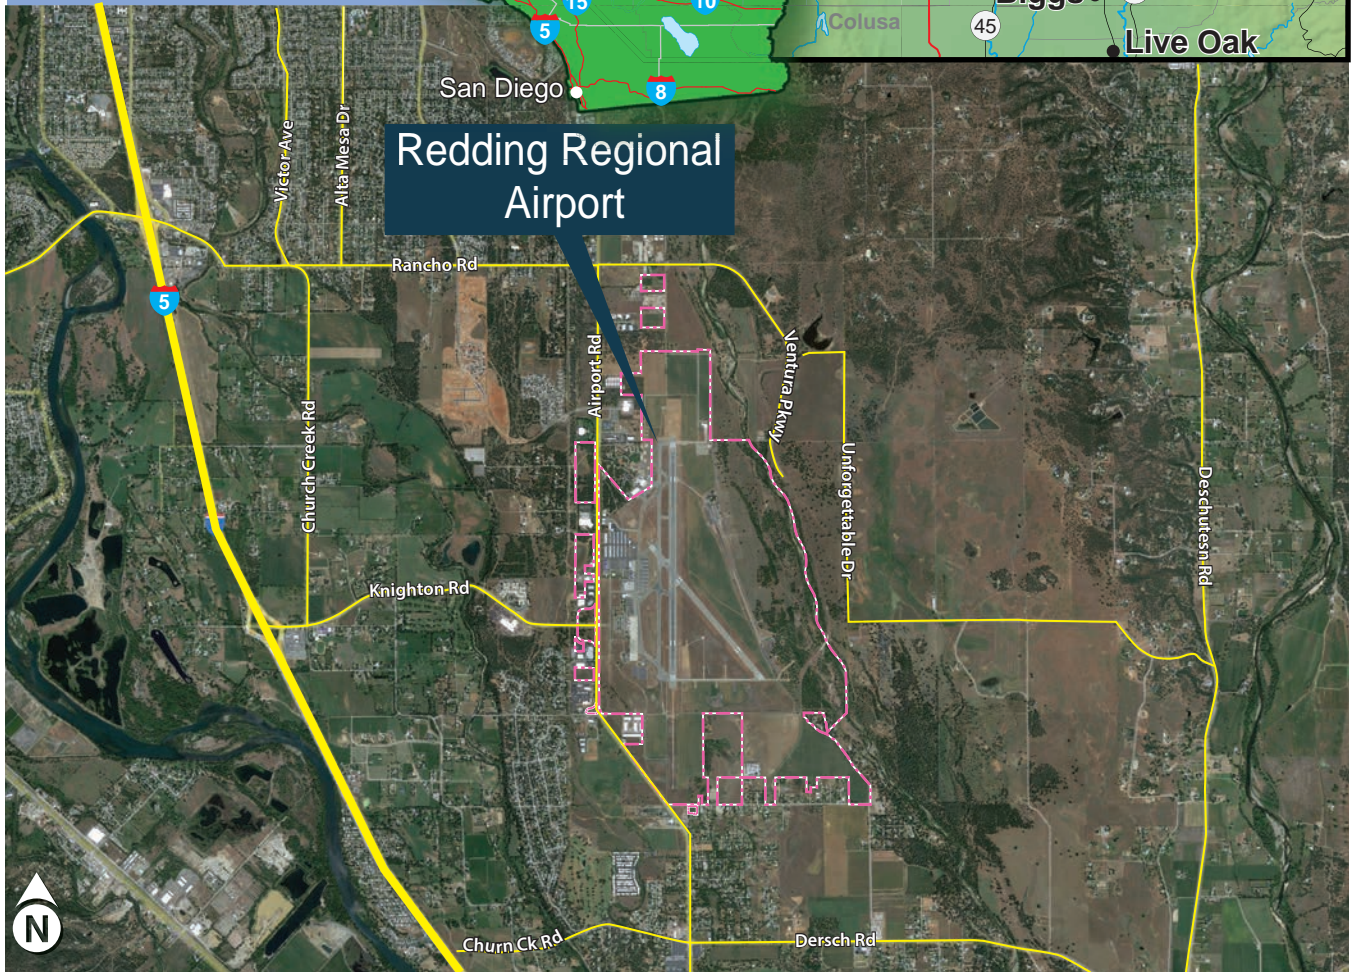 15
10
5
Colusa
45
Live Oak
San Diego
8
Redding Regional
Airport
Victor Ave
Alta Mesa Dr
Rancho Rd
5
Airport Rd
Ventura Pkwy
Church Creek Rd
Unforgettable Dr
Deschutesn Rd
Knighton Rd
N
Churn Ck Rd
Dersch Rd